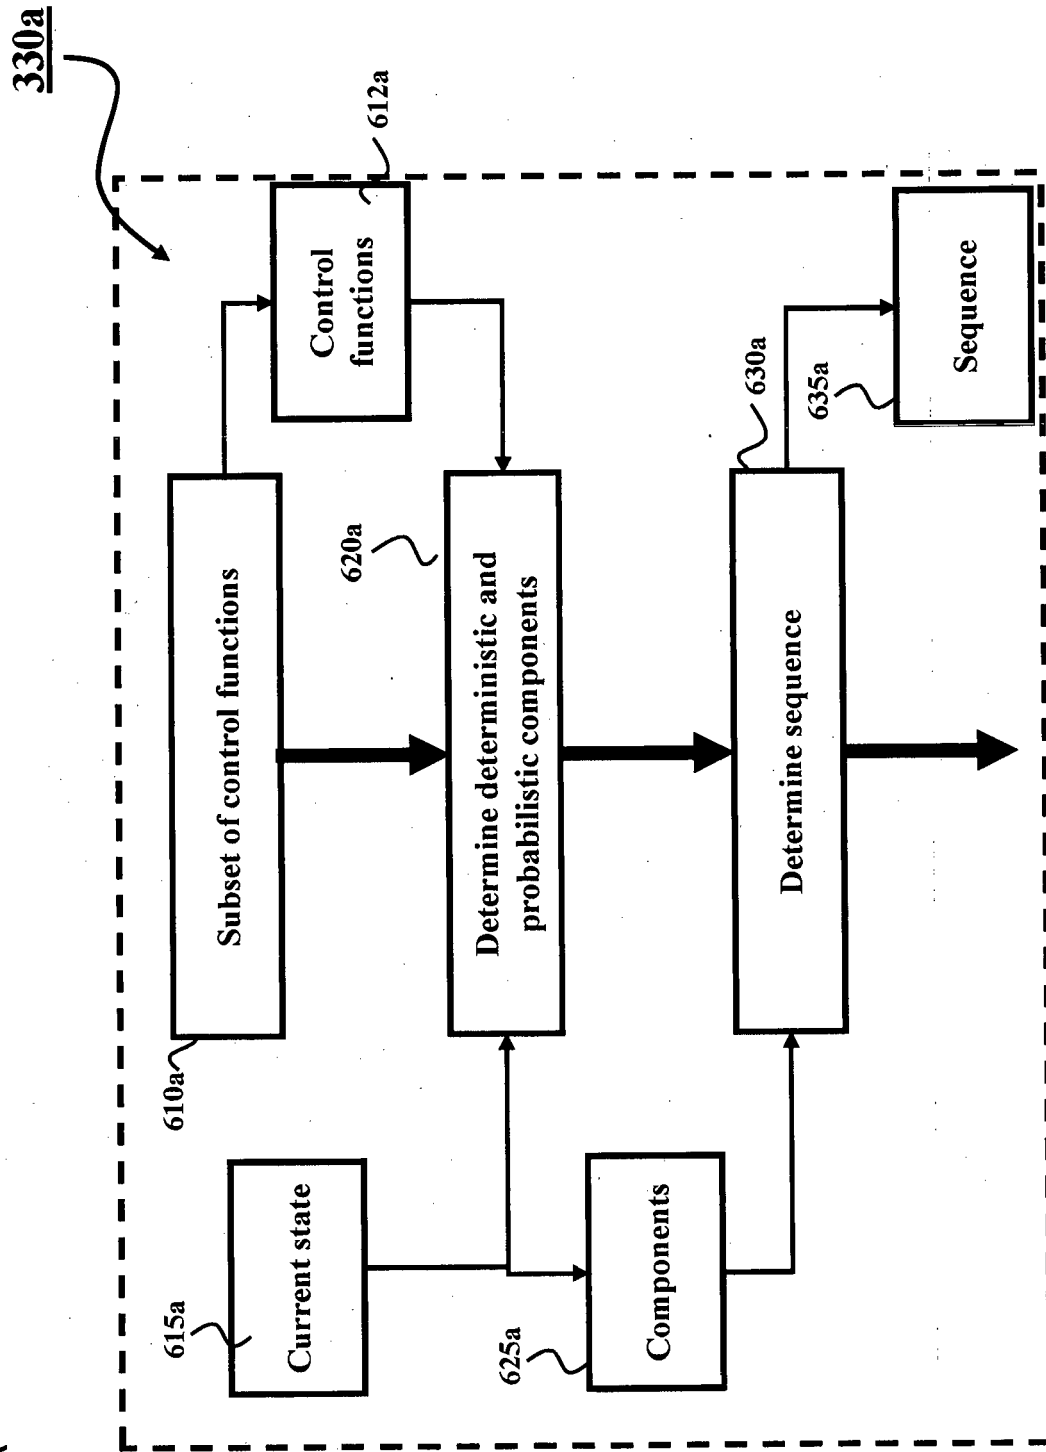 330a
610a
Subset of control functions
Control
functions
612a
615a
Current state
620a
Determine deterministic and
probabilistic components
625a
Components
630a
Determine sequence
635a
Sequence